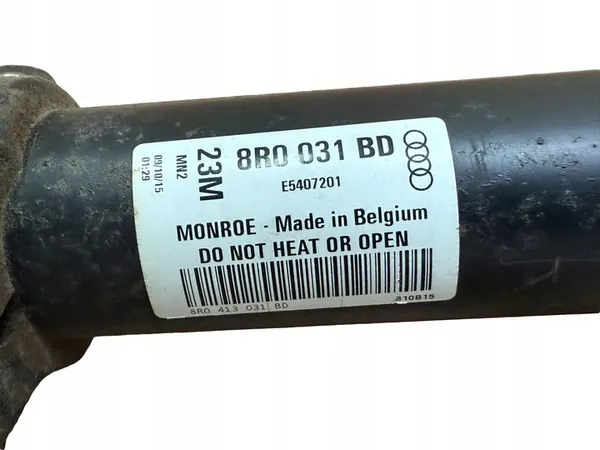 09/10/15
01:29
MN2
23M
8R0 031 BD
E5407201
MONROE - Made in Belgium
DO NOT HEAT OR OPEN
8R0 413 031 BD
810B15